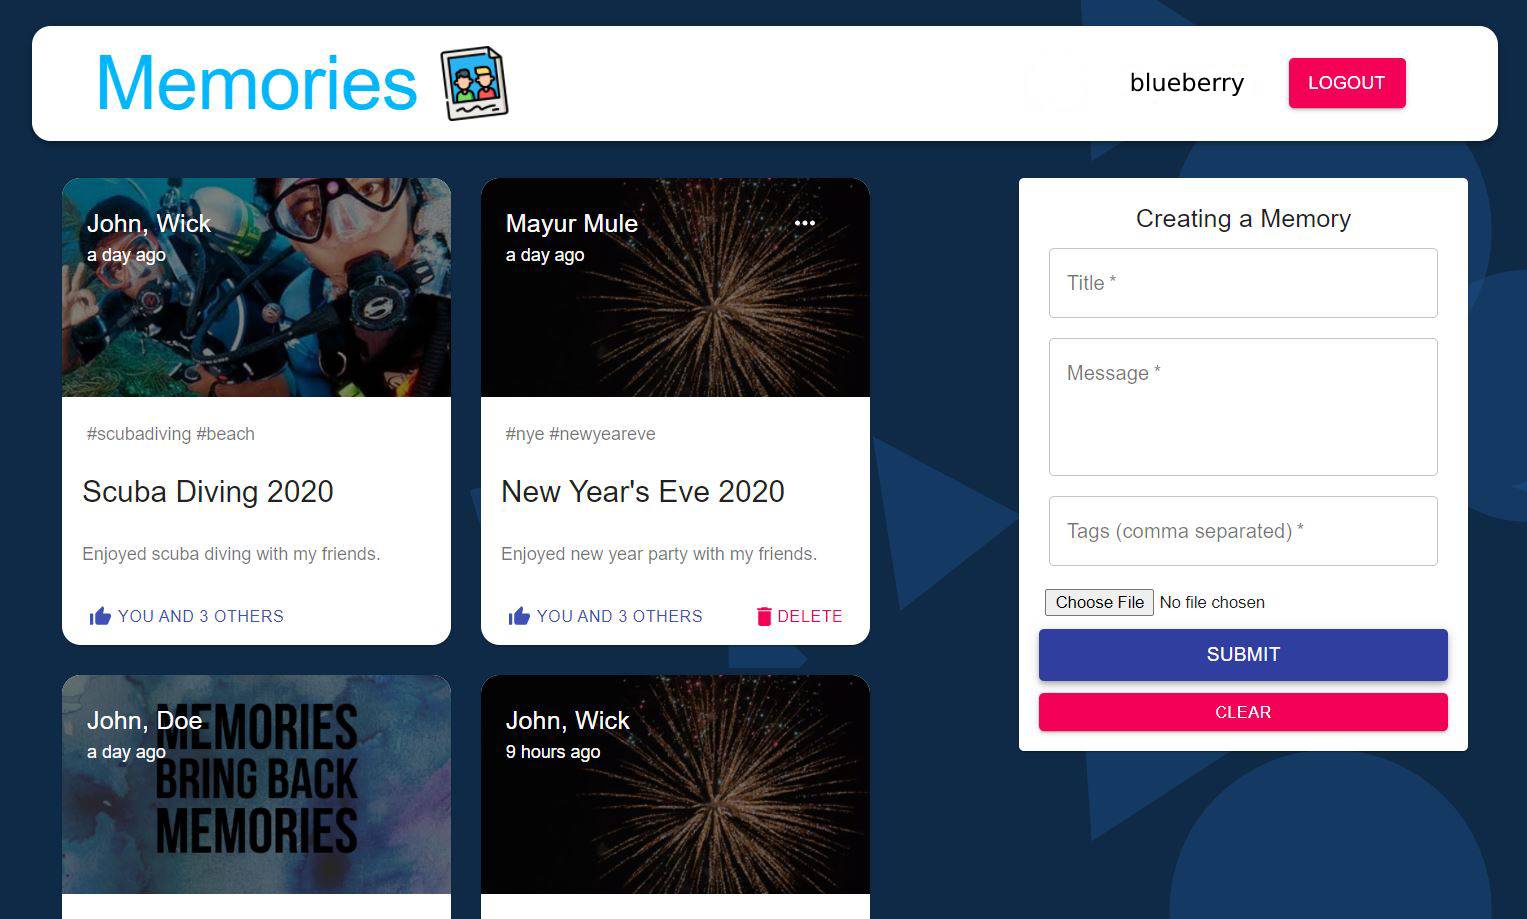 Memories
blueberry
LOGOUT
John, Wick
a day ago
#scubadiving #beach
Scuba Diving 2020
Enjoyed scuba diving with my friends.
YOU AND 3 OTHERS
Mayur Mule
a day ago
#nye #newyeareve
New Year's Eve 2020
Enjoyed new year party with my friends.
YOU AND 3 OTHERS
DELETE
John, Doe
a day ago
MEMORIES
BRING BACK
MEMORIES
John, Wick
9 hours ago
Creating a Memory
Title *
Message *
Tags (comma separated) *
Choose File No file chosen
SUBMIT
CLEAR